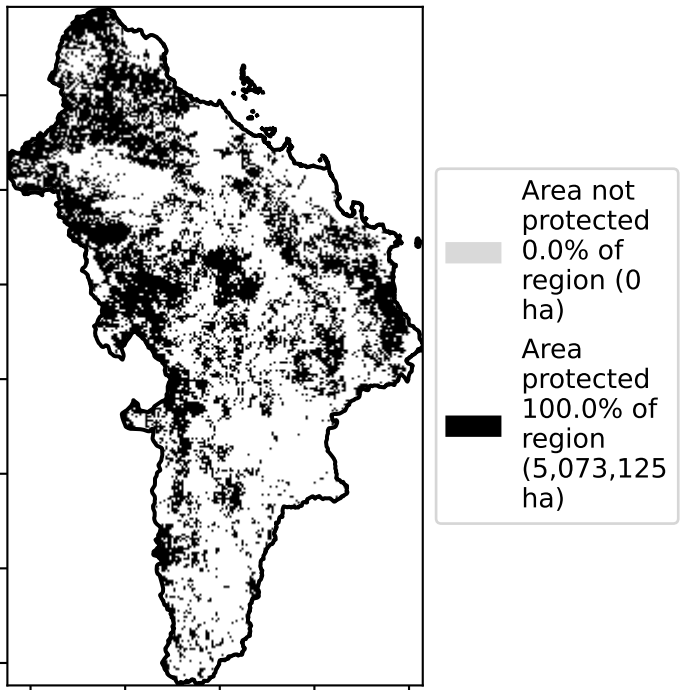 Area not
protected
0.0% of
region (0
ha)
Area
protected
100.0% of
region
(5,073,125
ha)